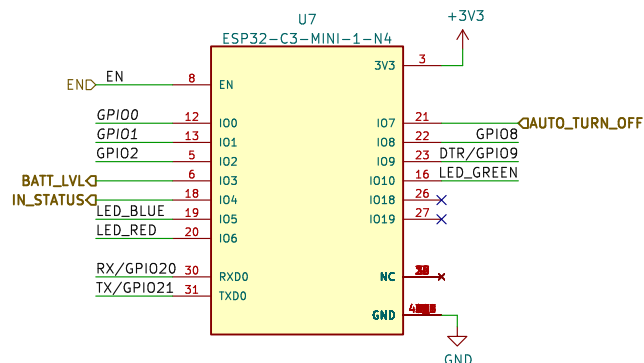 U7
ESP32-C3-MINI-1-N4
+3V3
3V3 3
EN EN 8 EN
GPIO0 12 IO0
IO7 21 AUTO_TURN_OFF
GPIO1 13 IO1
IO8 22 GPIO8
GPIO2 5 IO2
IO9 23 DTR/GPIO9
BATT_LVL 6 IO3
IO10 16 LED_GREEN
IN_STATUS 18 IO4
IO18 26
LED_BLUE 19 IO5
IO19 27
LED_RED 20 IO6
RX/GPIO20 30 RXD0
NC
TX/GPIO21 31 TXD0
GND
GND